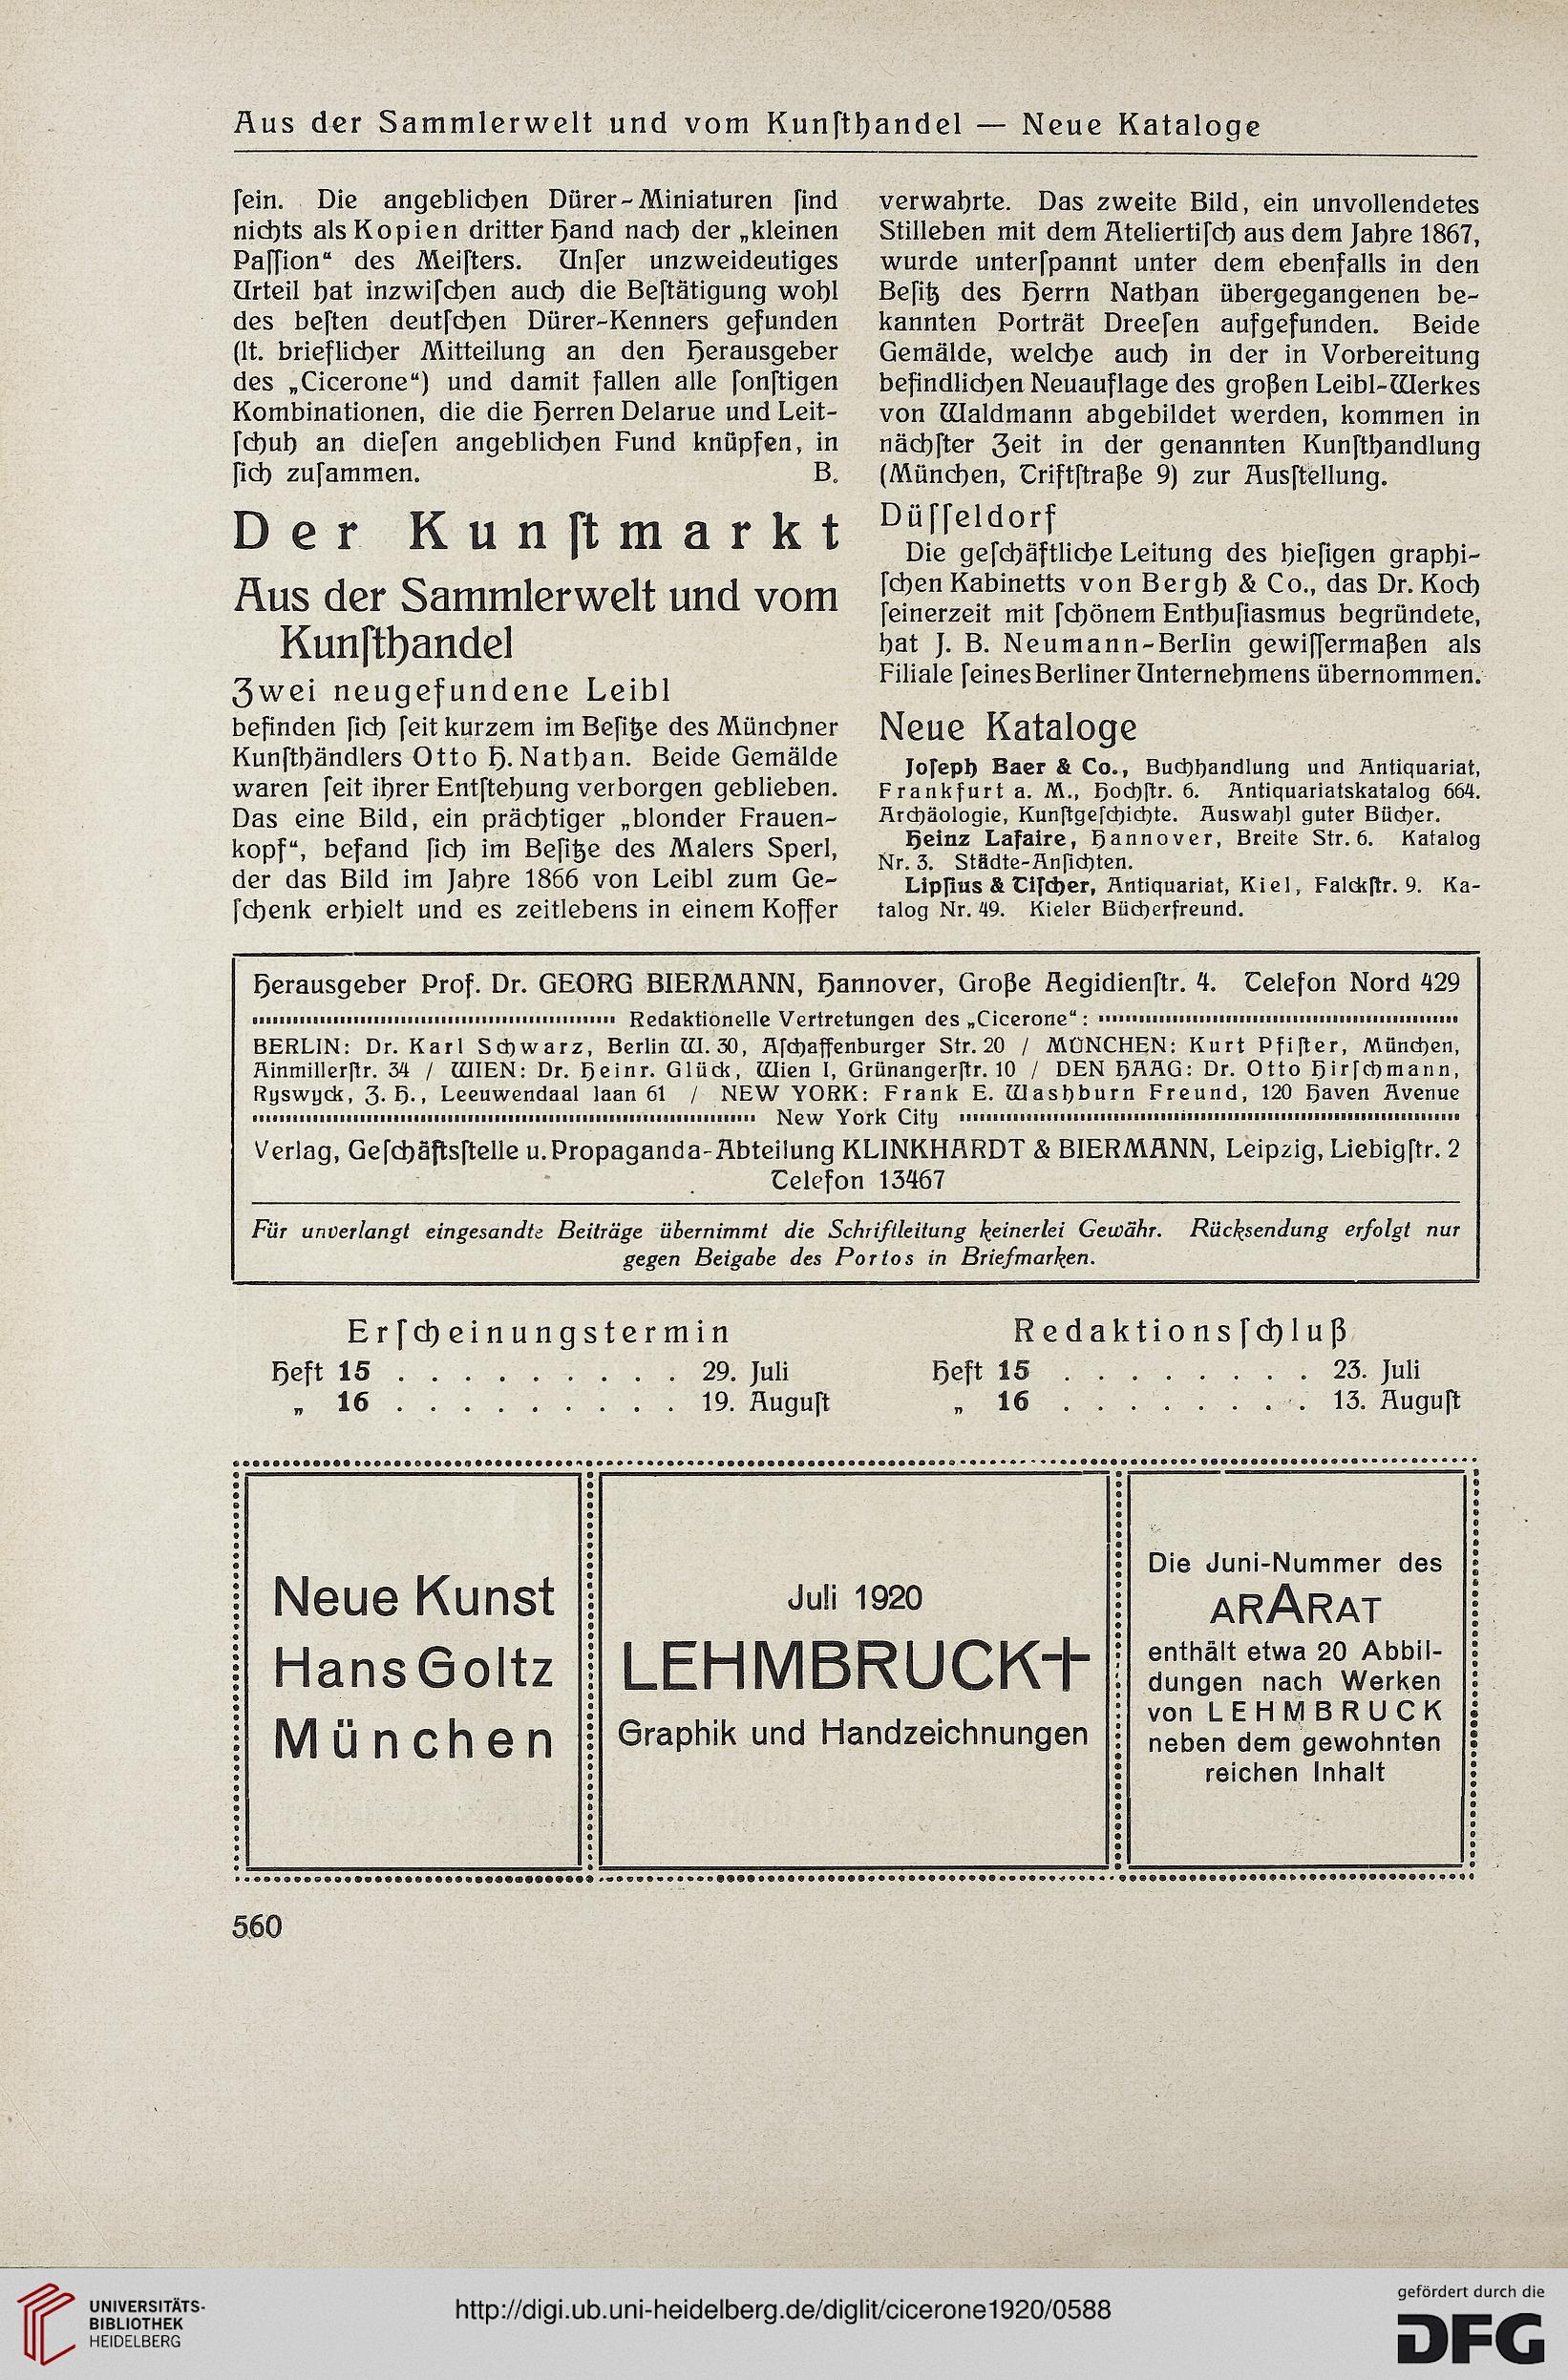 Aus der Sammlerwelt und vom Kunſthandel — Neue Kataloge
ſein. Die angeblichen Dürer-Miniaturen ſind
nichts als Kopien dritter Hand nach der „kleinen
Paſſion“ des Meiſters. Unſer unzweideutiges
Urteil hat inzwiſchen auch die Beſtätigung wohl
des beſten deutſchen Dürer-Kenners gefunden
(lt. brieflicher Mitteilung an den Herausgeber
des „Cicerone“) und damit fallen alle ſonſtigen
Kombinationen, die die Herren Delarue und Leit-
ſchuh an dieſen angeblichen Fund knüpfen, in
ſich zuſammen. B.
Der Kunſtmarkt
Aus der Sammlerwelt und vom
Kunſthandel
Zwei neugefundene Leibl
befinden ſich ſeit kurzem im Beſitze des Münchner
Kunſthändlers Otto H. Nathan. Beide Gemälde
waren ſeit ihrer Entſtehung verborgen geblieben.
Das eine Bild, ein prächtiger „blonder Frauen-
kopf“, befand ſich im Beſitze des Malers Sperl,
der das Bild im Jahre 1866 von Leibl zum Ge-
ſchenk erhielt und es zeitlebens in einem Koffer
verwahrte. Das zweite Bild, ein unvollendetes
Stilleben mit dem Ateliertiſch aus dem Jahre 1867,
wurde unterſpannt unter dem ebenfalls in den
Beſitz des Herrn Nathan übergegangenen be-
kannten Porträt Dreeſen aufgefunden. Beide
Gemälde, welche auch in der in Vorbereitung
befindlichen Neuauflage des großen Leibl-Werkes
von Waldmann abgebildet werden, kommen in
nächſter Zeit in der genannten Kunſthandlung
(München, Triftſtraße 9) zur Ausſtellung.
Düſſeldorf
Die geſchäftliche Leitung des hieſigen graphi-
ſchen Kabinetts von Bergh & Co., das Dr. Koch
ſeinerzeit mit ſchönem Enthuſiasmus begründete,
hat J. B. Neumann-Berlin gewiſſermaßen als
Filiale ſeines Berliner Unternehmens übernommen.
Neue Kataloge
Joſeph Baer & Co., Buchhandlung und Antiquariat,
Frankfurt a. M., Hochſtr. 6. Antiquariatskatalog 664.
Archäologie, Kunſtgeſchichte. Auswahl guter Bücher.
Heinz Lafaire, Hannover, Breite Str. 6. Katalog
Nr. 3. Städte-Anſichten.
Lipſius & Tiſcher, Antiquariat, Kiel, Falckſtr. 9. Ka-
talog Nr. 49. Kieler Bücherfreund.
Herausgeber Prof. Dr. GEORG BIERMANN, Hannover, Große Aegidienſtr. 4. Telefon Nord 429
Redaktionelle Vertretungen des „Cicerone“:
BERLIN: Dr. Karl Schwarz, Berlin W. 30, Aſchaffenburger Str. 20 / MÜNCHEN: Kurt Pfiſter, München,
Ainmillerſtr. 34 / WIEN: Dr. Heinr. Glück, Wien I, Grünangerſtr. 10 / DEN HAAG: Dr. Otto Hirſchmann,
Ryswyck, Z. H., Leeuwendaal laan 61 / NEW YORK: Frank E. Washburn Freund, 120 Haven Avenue
New York City
Verlag, Geſchäftsſtelle u. Propaganda-Abteilung KLINKHARDT & BIERMANN, Leipzig, Liebigſtr. 2
Telefon 13467
Für unverlangt eingesandte Beiträge übernimmt die Schriftleitung keinerlei Gewähr. Rücksendung erfolgt nur
gegen Beigabe des Portos in Briefmarken.
Erſcheinungstermin
Heft 15 . . . . . . . . . 29. Juli
„ 16 . . . . . . . . . 19. Auguſt
Redaktionsſchluß
Heft 15 . . . . . . . . 23. Juli
„ 16 . . . . . . . . 13. Auguſt
Neue Kunst
Hans Goltz
München
Juli 1920
LEHMBRUCK+
Graphik und Handzeichnungen
Die Juni-Nummer des
ARARAT
enthält etwa 20 Abbil-
dungen nach Werken
von LEHMBRUCK
neben dem gewohnten
reichen Inhalt
560
UNIVERSITÄTS-
BIBLIOTHEK
HEIDELBERG
http://digi.ub.uni-heidelberg.de/diglit/cicerone1920/0588
gefördert durch die
DFG